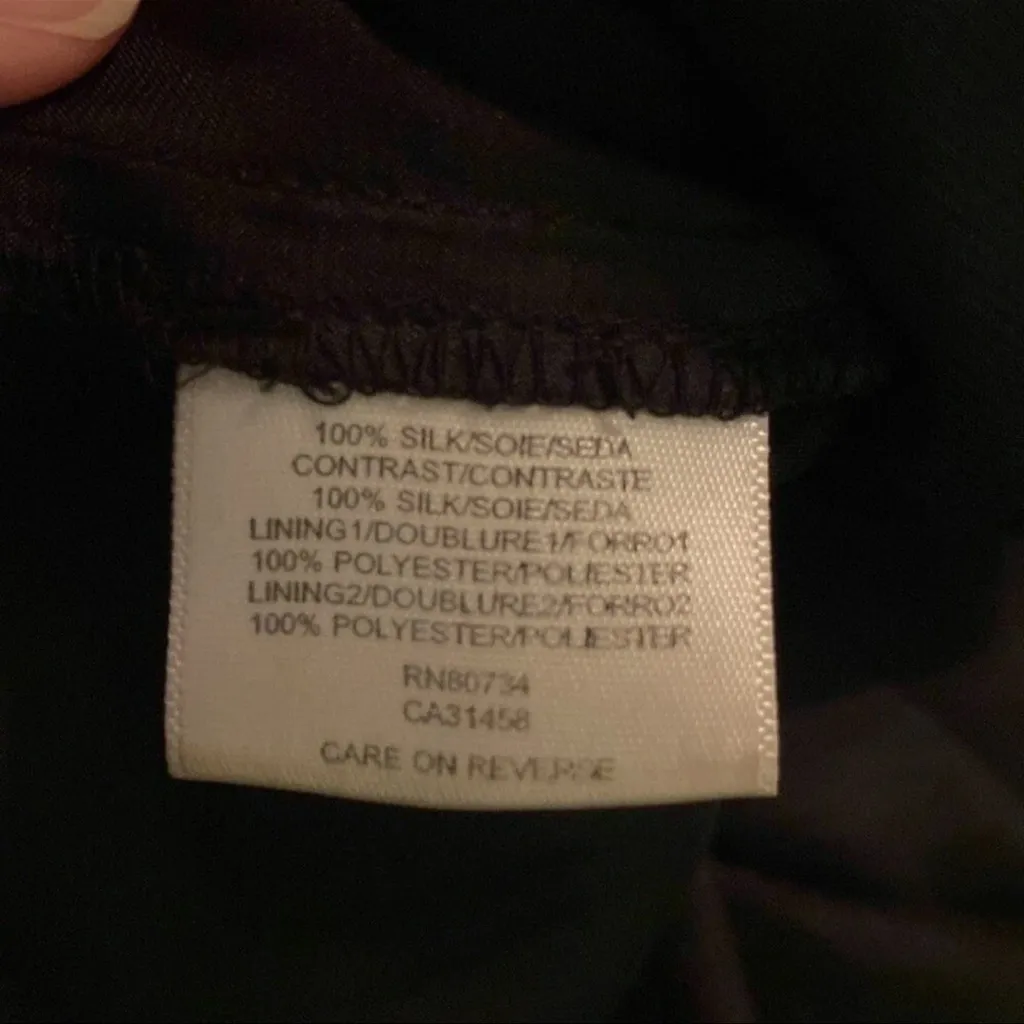 100% SILK/SOIE/SEDA
CONTRAST/CONTRASTE
100% SILK/SOIE/SEDA
LINING1/DOUBLURE1/FORRO1
100% POLYESTER/POLIESTER
LINING2/DOUBLURE2/FORRO2
100% POLYESTER/POLIESTER
RN80734
CA31458
CARE ON REVERSE